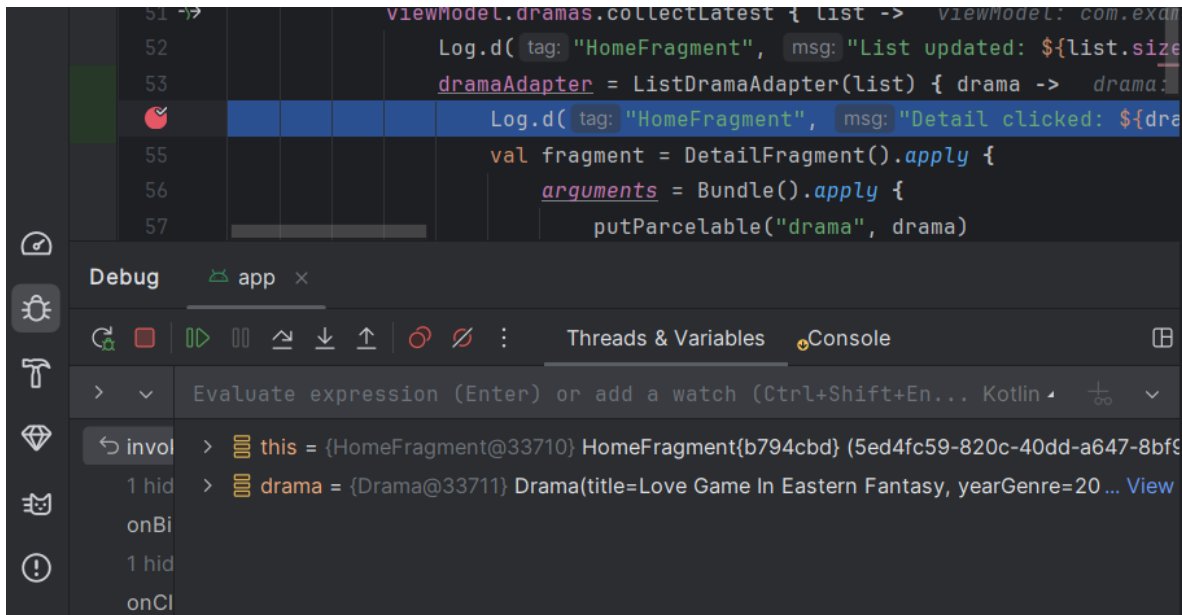 51 viewModel.dramas.collectLatest { list -> viewModel: com.exam
52 Log.d( tag: "HomeFragment", msg: "List updated: ${list.size
53 dramaAdapter = ListDramaAdapter(list) { drama -> drama:
Log.d( tag: "HomeFragment", msg: "Detail clicked: ${dra
55 val fragment = DetailFragment().apply {
56 arguments = Bundle().apply {
57 putParcelable("drama", drama)
Debug app
Threads & Variables Console
Evaluate expression (Enter) or add a watch (Ctrl+Shift+En... Kotlin
invok this = {HomeFragment@33710} HomeFragment{b794cbd} (5ed4fc59-820c-40dd-a647-8bf9
1 hid drama = {Drama@33711} Drama(title=Love Game In Eastern Fantasy, yearGenre=20 ... View
onBi
1 hid
onCl